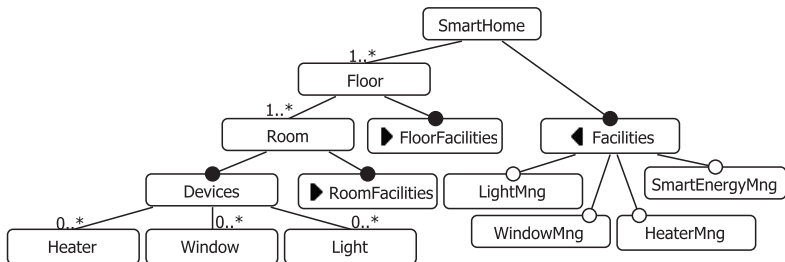 SmartHome
1..*
Floor
1..*
Room
FloorFacilities
Facilities
Devices
RoomFacilities
LightMng
SmartEnergyMng
0..*
0..*
0..*
WindowMng
HeaterMng
Heater
Window
Light